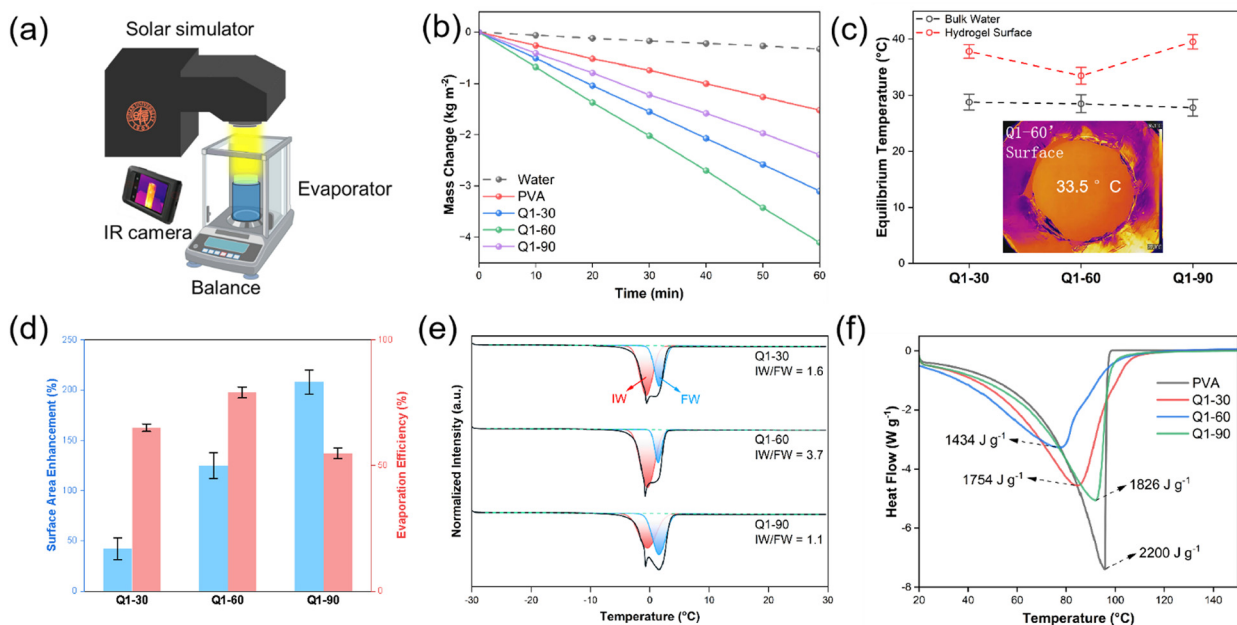 (a)
Solar simulator
Evaporator
IR camera
Balance
(b)
Mass Change (kg m⁻²)
0
−1
−2
−3
−4
Water
PVA
Q1-30
Q1-60
Q1-90
0 10 20 30 40 50 60
Time (min)
(c)
Equilibrium Temperature (°C)
60
50
40
30
20
10
0
Bulk Water
Hydrogel Surface
Q1-60'
Surface
33.5 ° C
Q1-30 Q1-60 Q1-90
(d)
Surface Area Enhancement (%)
250
200
150
100
50
0
Evaporation Efficiency (%)
100
50
0
Q1-30 Q1-60 Q1-90
(e)
Normalized Intensity (a.u.)
Q1-30
IW/FW = 1.6
IW FW
Q1-60
IW/FW = 3.7
Q1-90
IW/FW = 1.1
-30 -20 -10 0 10 20 30
Temperature (°C)
(f)
Heat Flow (W g⁻¹)
0
-2
-4
-6
-8
PVA
Q1-30
Q1-60
Q1-90
1434 J g⁻¹
1754 J g⁻¹
1826 J g⁻¹
2200 J g⁻¹
20 40 60 80 100 120 140
Temperature (°C)